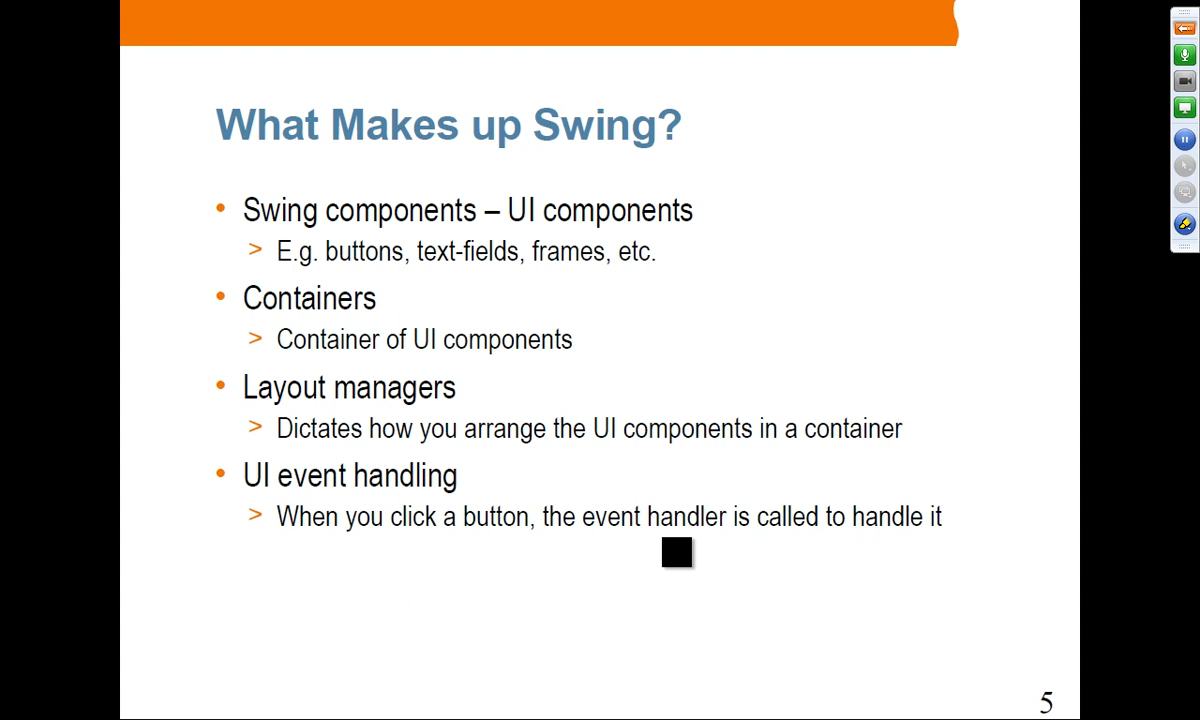 What Makes up Swing?
• Swing components – UI components
> E.g. buttons, text-fields, frames, etc.
• Containers
> Container of UI components
• Layout managers
> Dictates how you arrange the UI components in a container
• UI event handling
> When you click a button, the event handler is called to handle it
5